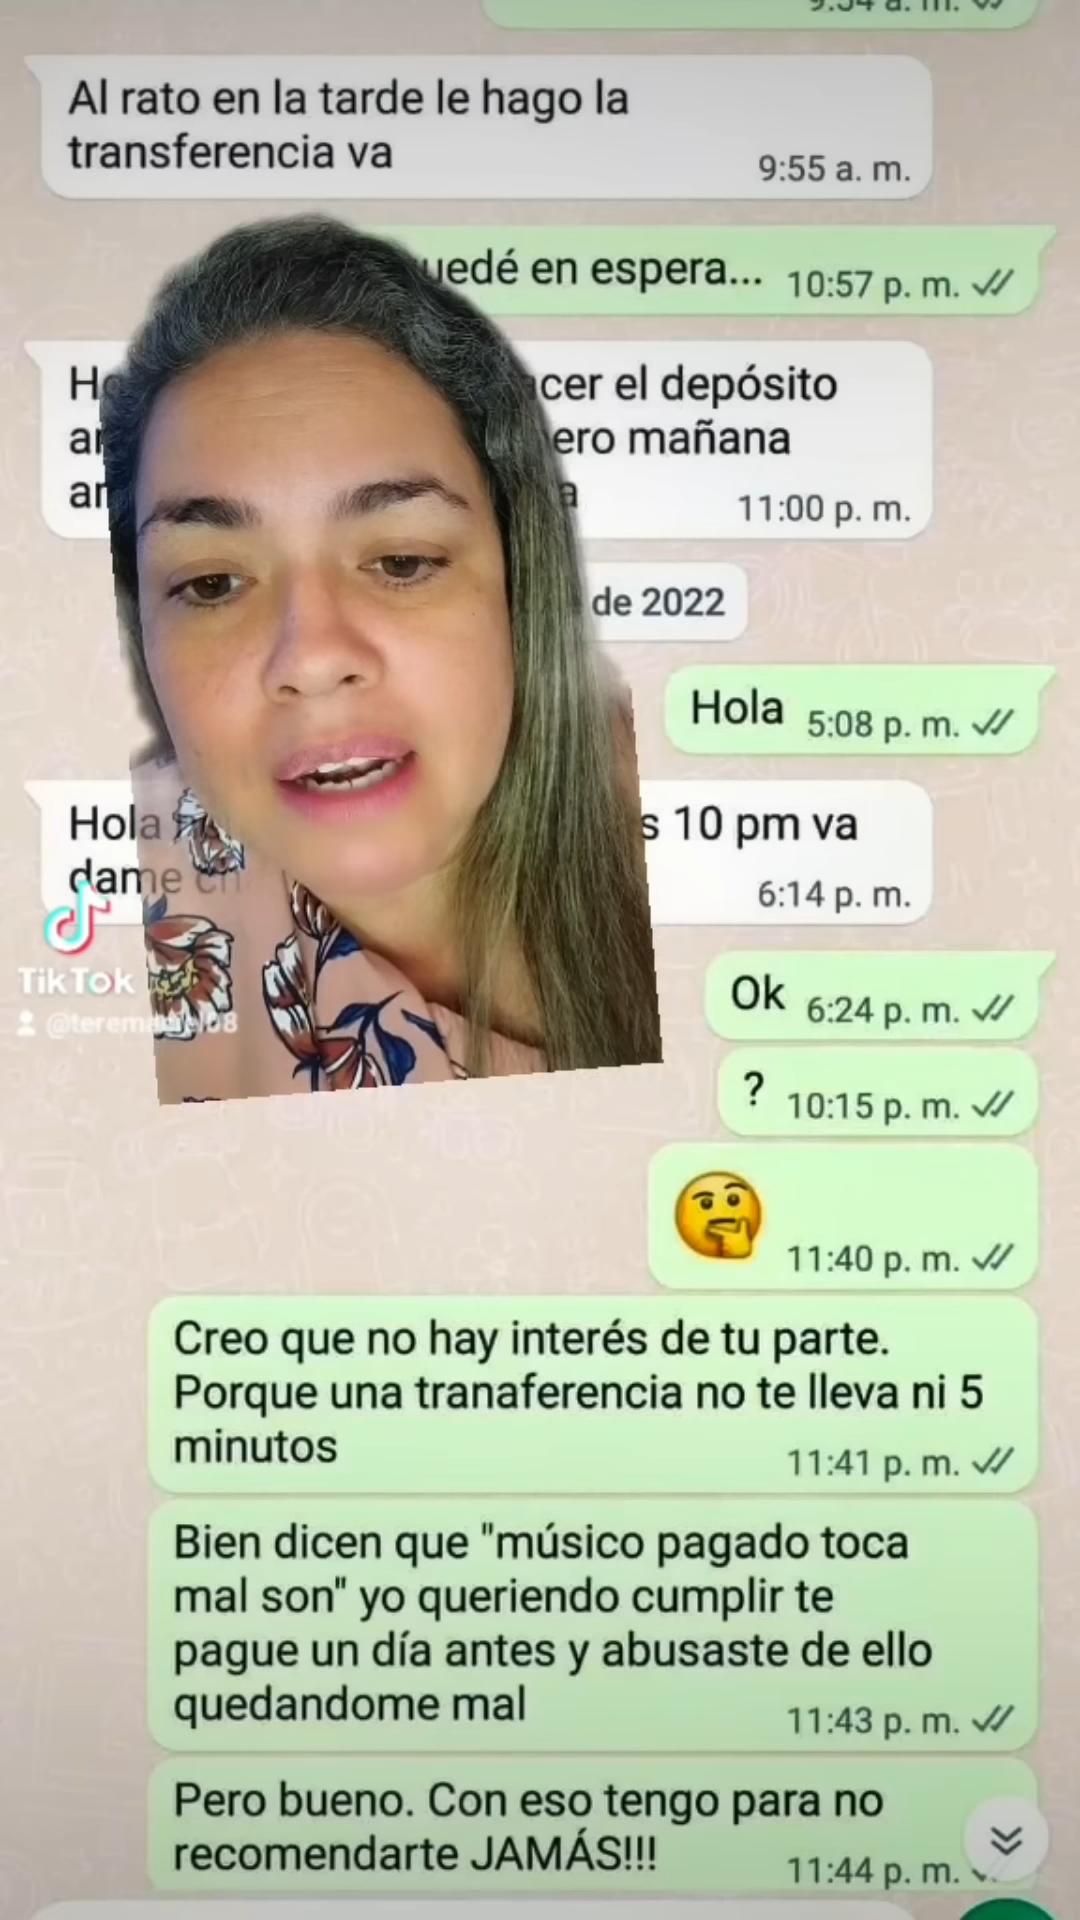 9:54 a. m.
Al rato en la tarde le hago la
transferencia va
9:55 a. m.
en espera...
10:57 p. m.
el depósito
mañana
11:00 p. m.
de 2022
Hola
5:08 p. m.
Hola
10 pm va
dame
6:14 p. m.
TikTok
Ok
6:24 p. m.
?
10:15 p. m.
11:40 p. m.
Creo que no hay interés de tu parte.
Porque una tranaferencia no te lleva ni 5
minutos
11:41 p. m.
Bien dicen que "músico pagado toca
mal son" yo queriendo cumplir te
pague un día antes y abusaste de ello
quedandome mal
11:43 p. m.
Pero bueno. Con eso tengo para no
recomendarte JAMÁS!!!
11:44 p. m.